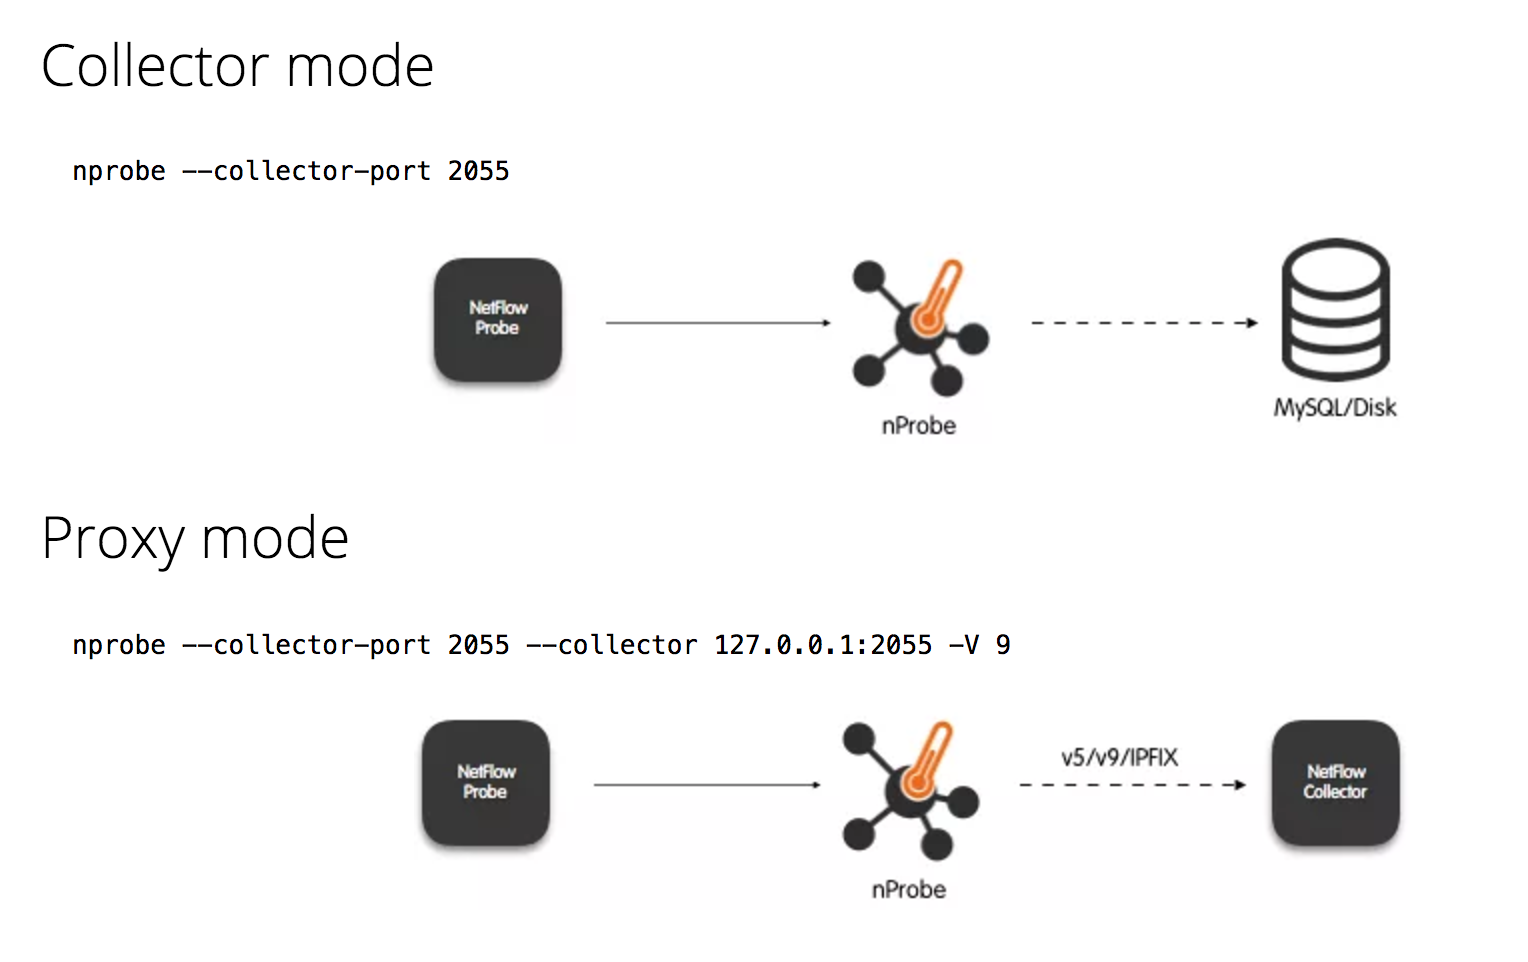 Collector mode
nprobe --collector-port 2055
NetFlow
Probe
nProbe
MySQL/Disk
Proxy mode
nprobe --collector-port 2055 --collector 127.0.0.1:2055 -V 9
NetFlow
Probe
nProbe
v5/v9/IPFIX
NetFlow
Collector